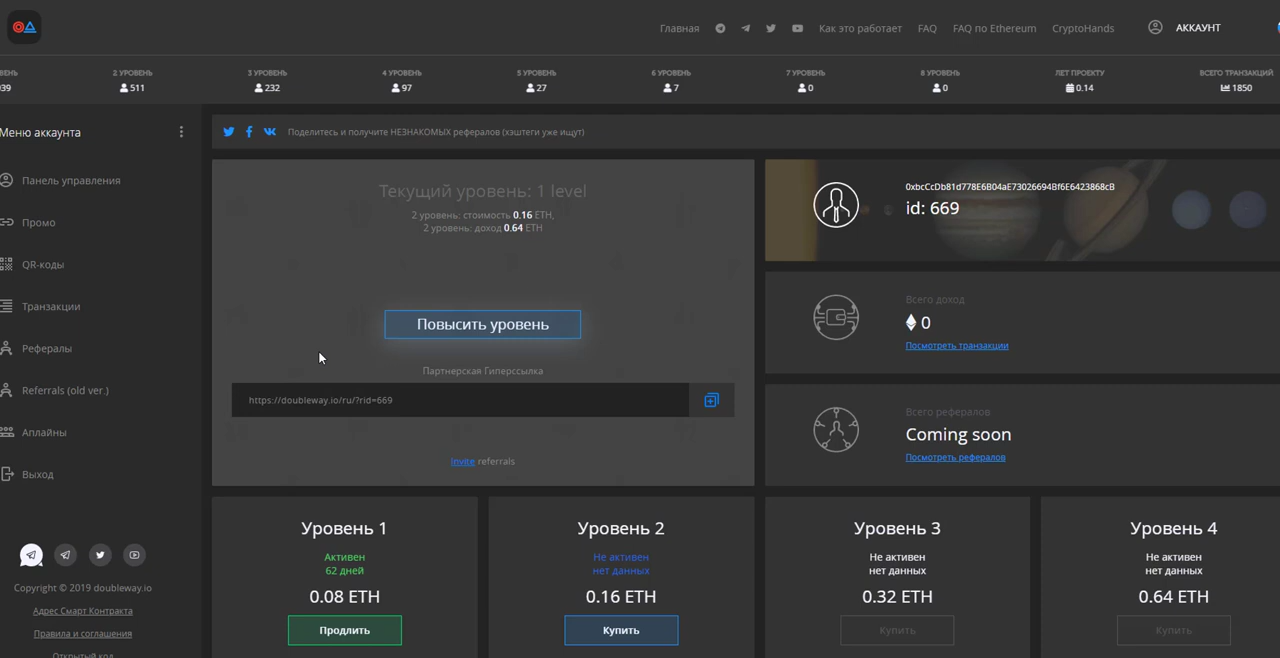 Главная
Как это работает
FAQ
FAQ по Ethereum
CryptoHands
АККАУНТ
ВЕНЬ
039
2 УРОВЕНЬ
511
3 УРОВЕНЬ
232
4 УРОВЕНЬ
97
5 УРОВЕНЬ
27
6 УРОВЕНЬ
7
7 УРОВЕНЬ
0
8 УРОВЕНЬ
0
ЛЕТ ПРОЕКТУ
0.14
ВСЕГО ТРАНЗАКЦИЙ
1850
Меню аккаунта
Панель управления
Промо
QR-коды
Транзакции
Рефералы
Referrals (old ver.)
Аплайны
Выход
Copyright © 2019 doubleway.io
Адрес Смарт Контракта
Правила и соглашения
Открытый код
Поделитесь и получите НЕЗНАКОМЫХ рефералов (хэштеги уже ищут)
Текущий уровень: 1 level
2 уровень: стоимость 0.16 ETH,
2 уровень: доход 0.64 ETH
Повысить уровень
Партнерская Гиперссылка
https://doubleway.io/ru/?rid=669
Invite referrals
0xbcCcDb81d778E6B04aE73026694Bf6E6423868cB
id: 669
Всего доход
0
Посмотреть транзакции
Всего рефералов
Coming soon
Посмотреть рефералов
Уровень 1
Активен
62 дней
0.08 ETH
Продлить
Уровень 2
Не активен
нет данных
0.16 ETH
Купить
Уровень 3
Не активен
нет данных
0.32 ETH
Купить
Уровень 4
Не активен
нет данных
0.64 ETH
Купить